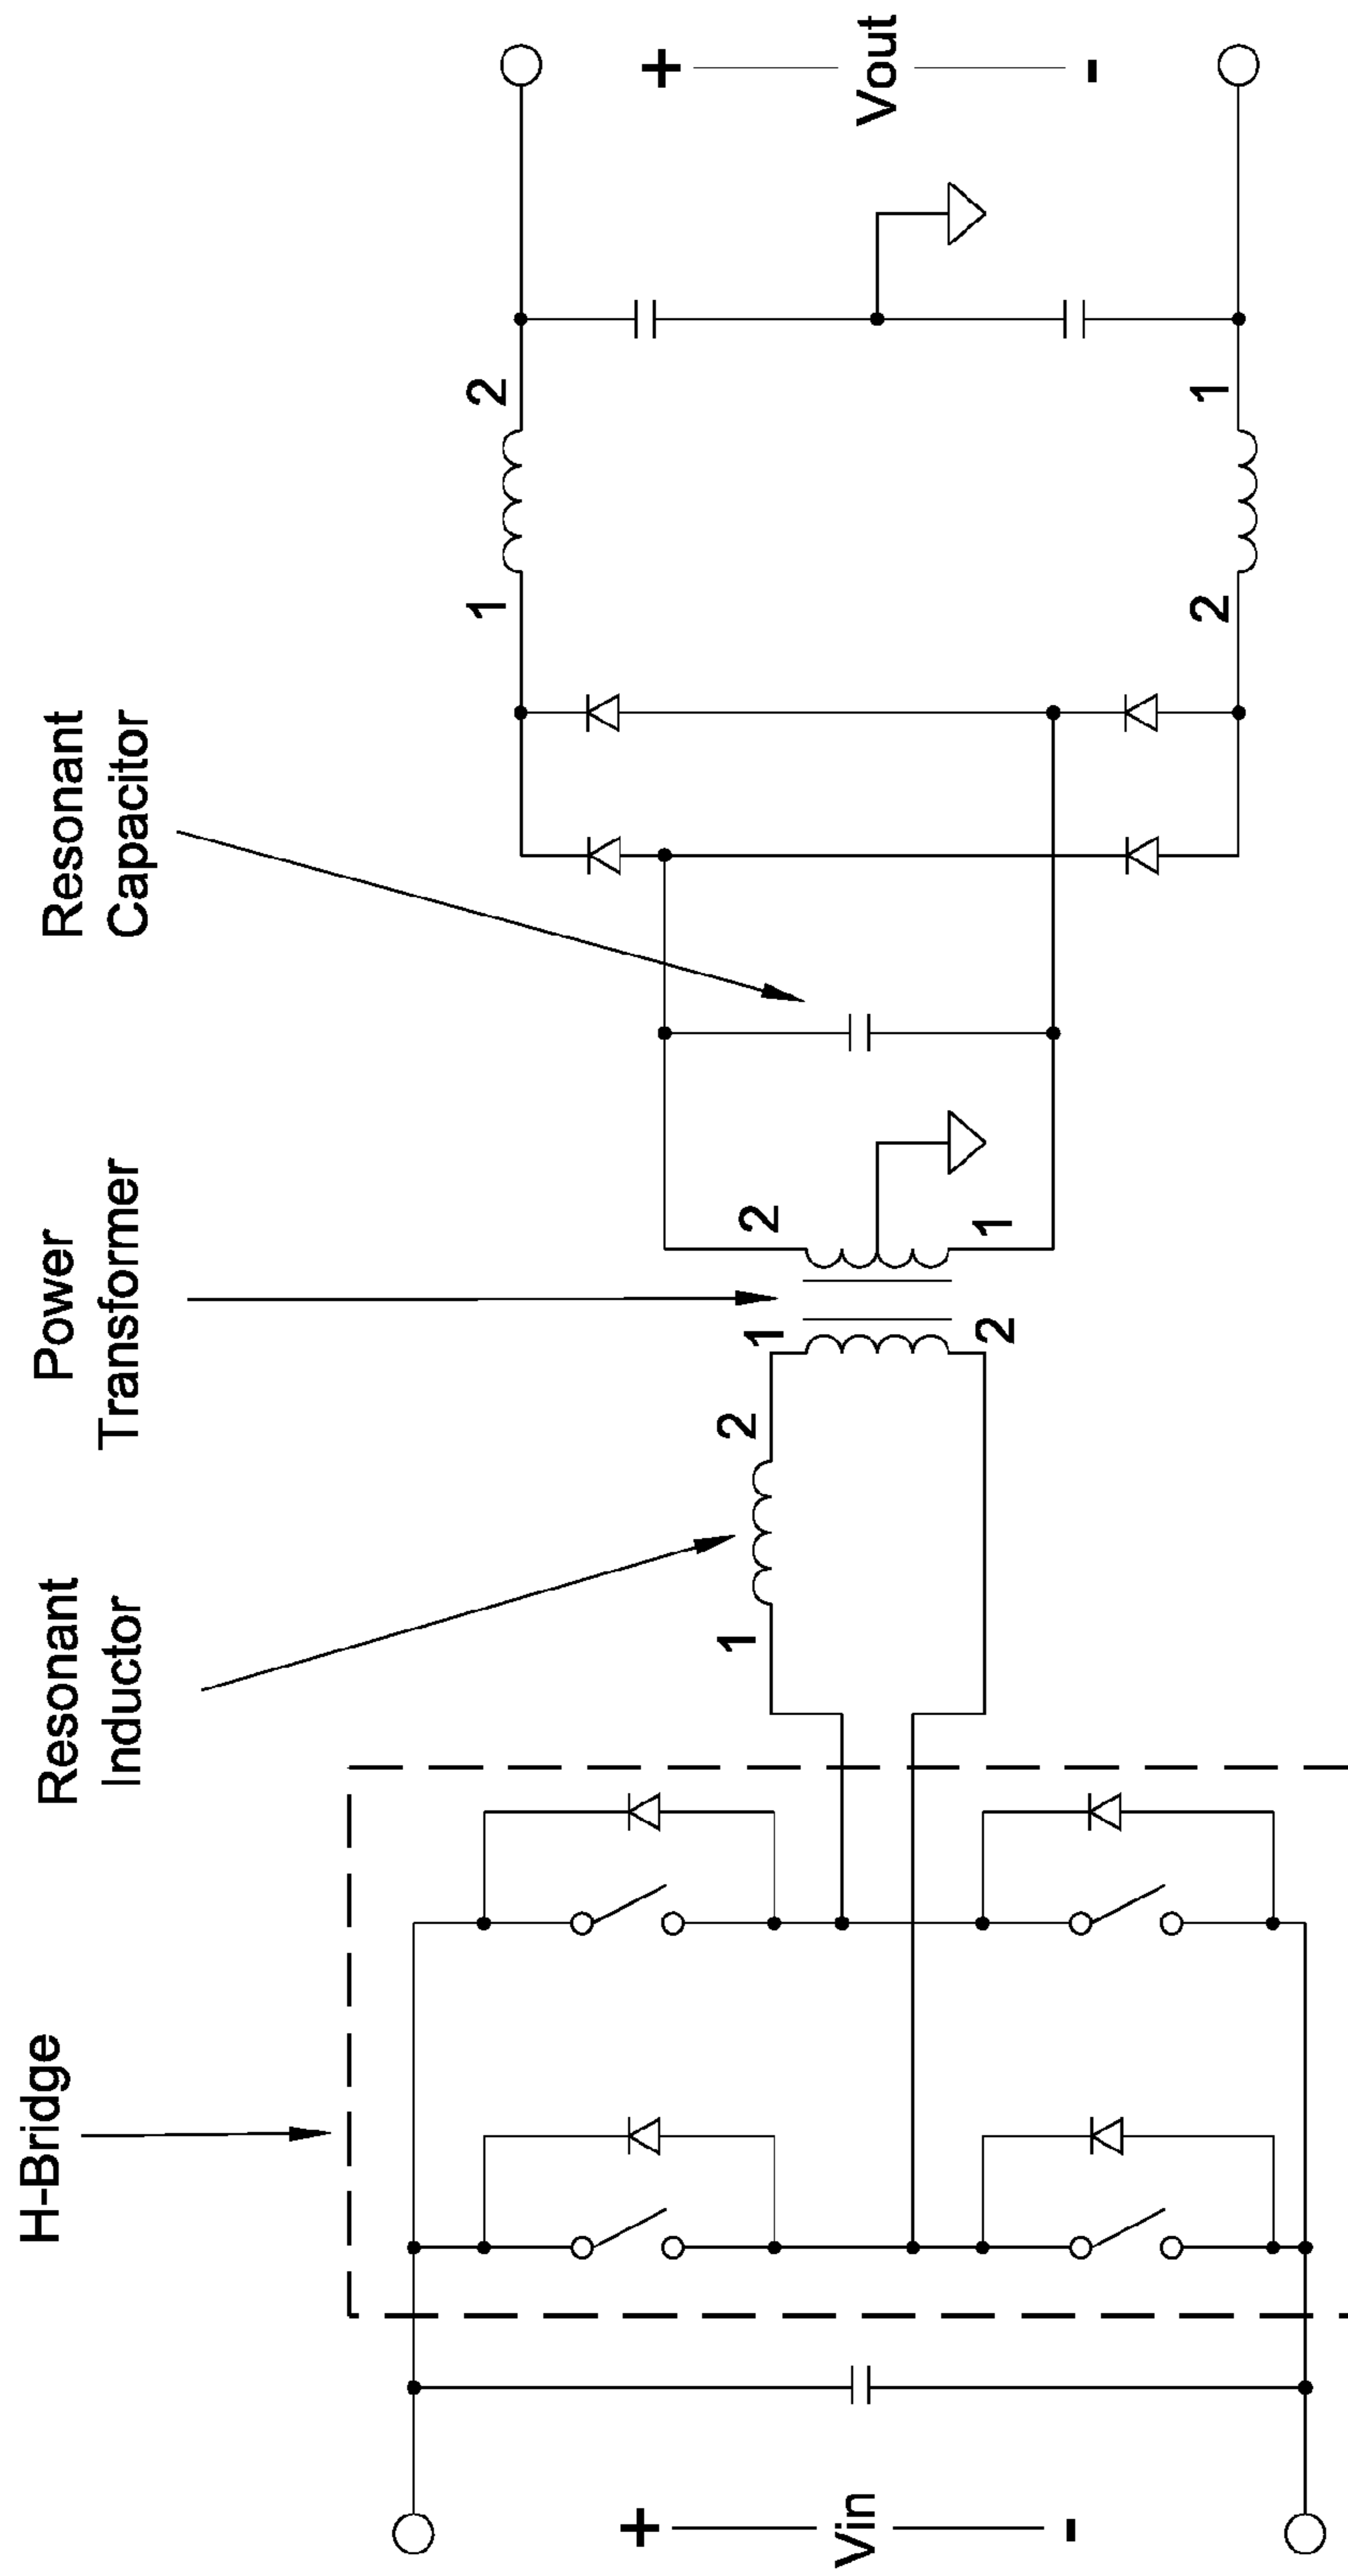 H-Bridge
Resonant
Inductor
Power
Transformer
Resonant
Capacitor
+
Vin
-
1
2
1
2
2
1
1
2
2
1
+
Vout
-